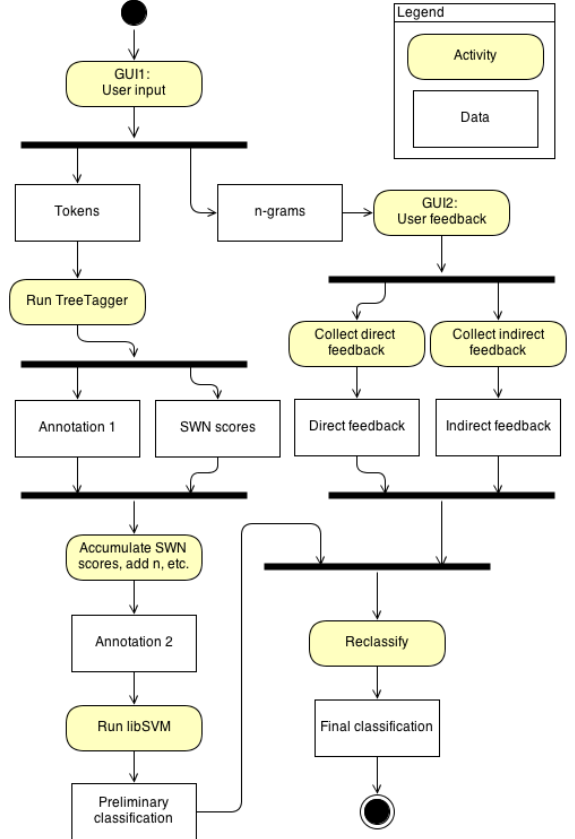 Legend
Activity
Data
GUI1:
User input
Tokens
n-grams
GUI2:
User feedback
Run TreeTagger
Collect direct
feedback
Collect indirect
feedback
Annotation 1
SWN scores
Direct feedback
Indirect feedback
Accumulate SWN
scores, add n, etc.
Annotation 2
Reclassify
Run libSVM
Final classification
Preliminary
classification